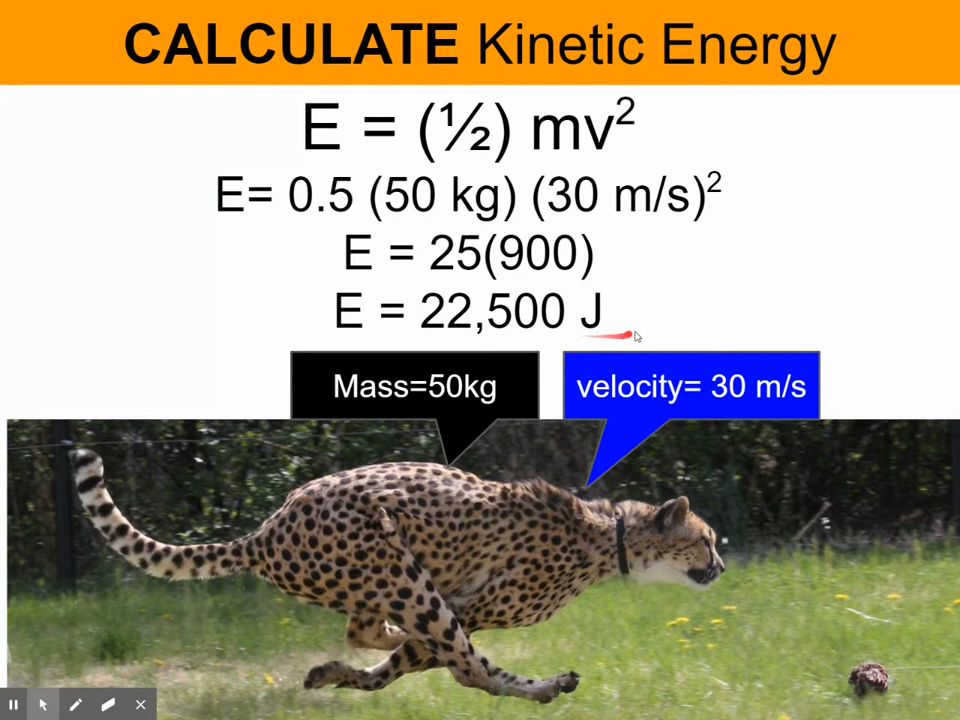 CALCULATE Kinetic Energy
E = (½) mv²
E= 0.5 (50 kg) (30 m/s)²
E = 25(900)
E = 22,500 J
Mass=50kg
velocity= 30 m/s